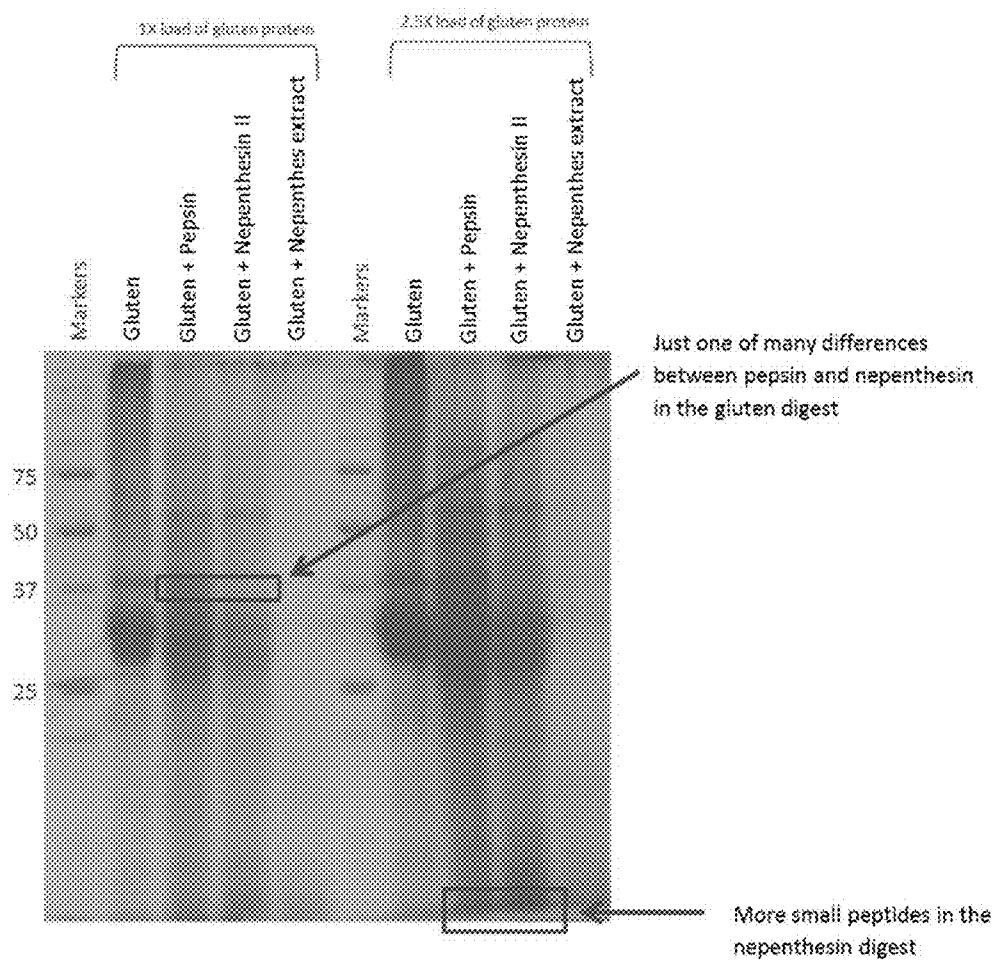 1X load of gluten protein
2.5X load of gluten protein
Markers
Gluten
Gluten + Pepsin
Gluten + Nepenthesin II
Gluten + Nepenthes extract
Markers
Gluten
Gluten + Pepsin
Gluten + Nepenthesin II
Gluten + Nepenthes extract
75
50
37
25
Just one of many differences
between pepsin and nepenthesin
in the gluten digest
More small peptides in the
nepenthesin digest